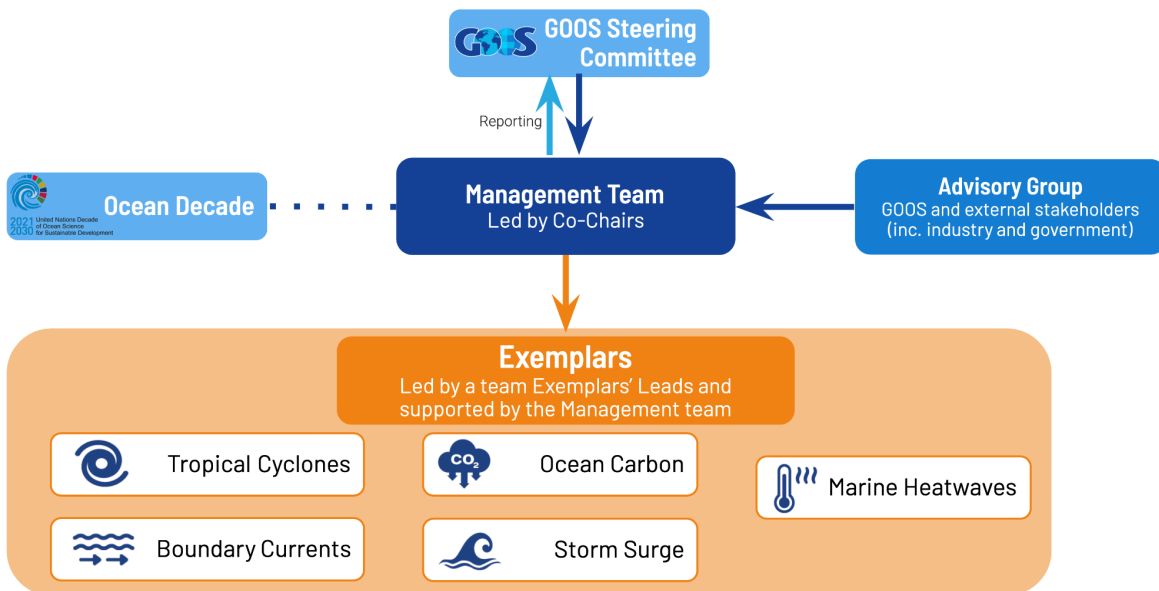 GOOS
GOOS Steering
Committee
Reporting
2021
2030
United Nations Decade
of Ocean Science
for Sustainable Development
Ocean Decade
Management Team
Led by Co-Chairs
Advisory Group
GOOS and external stakeholders
(inc. industry and government)
Exemplars
Led by a team Exemplars' Leads and
supported by the Management team
Tropical Cyclones
CO₂
Ocean Carbon
Marine Heatwaves
Boundary Currents
Storm Surge